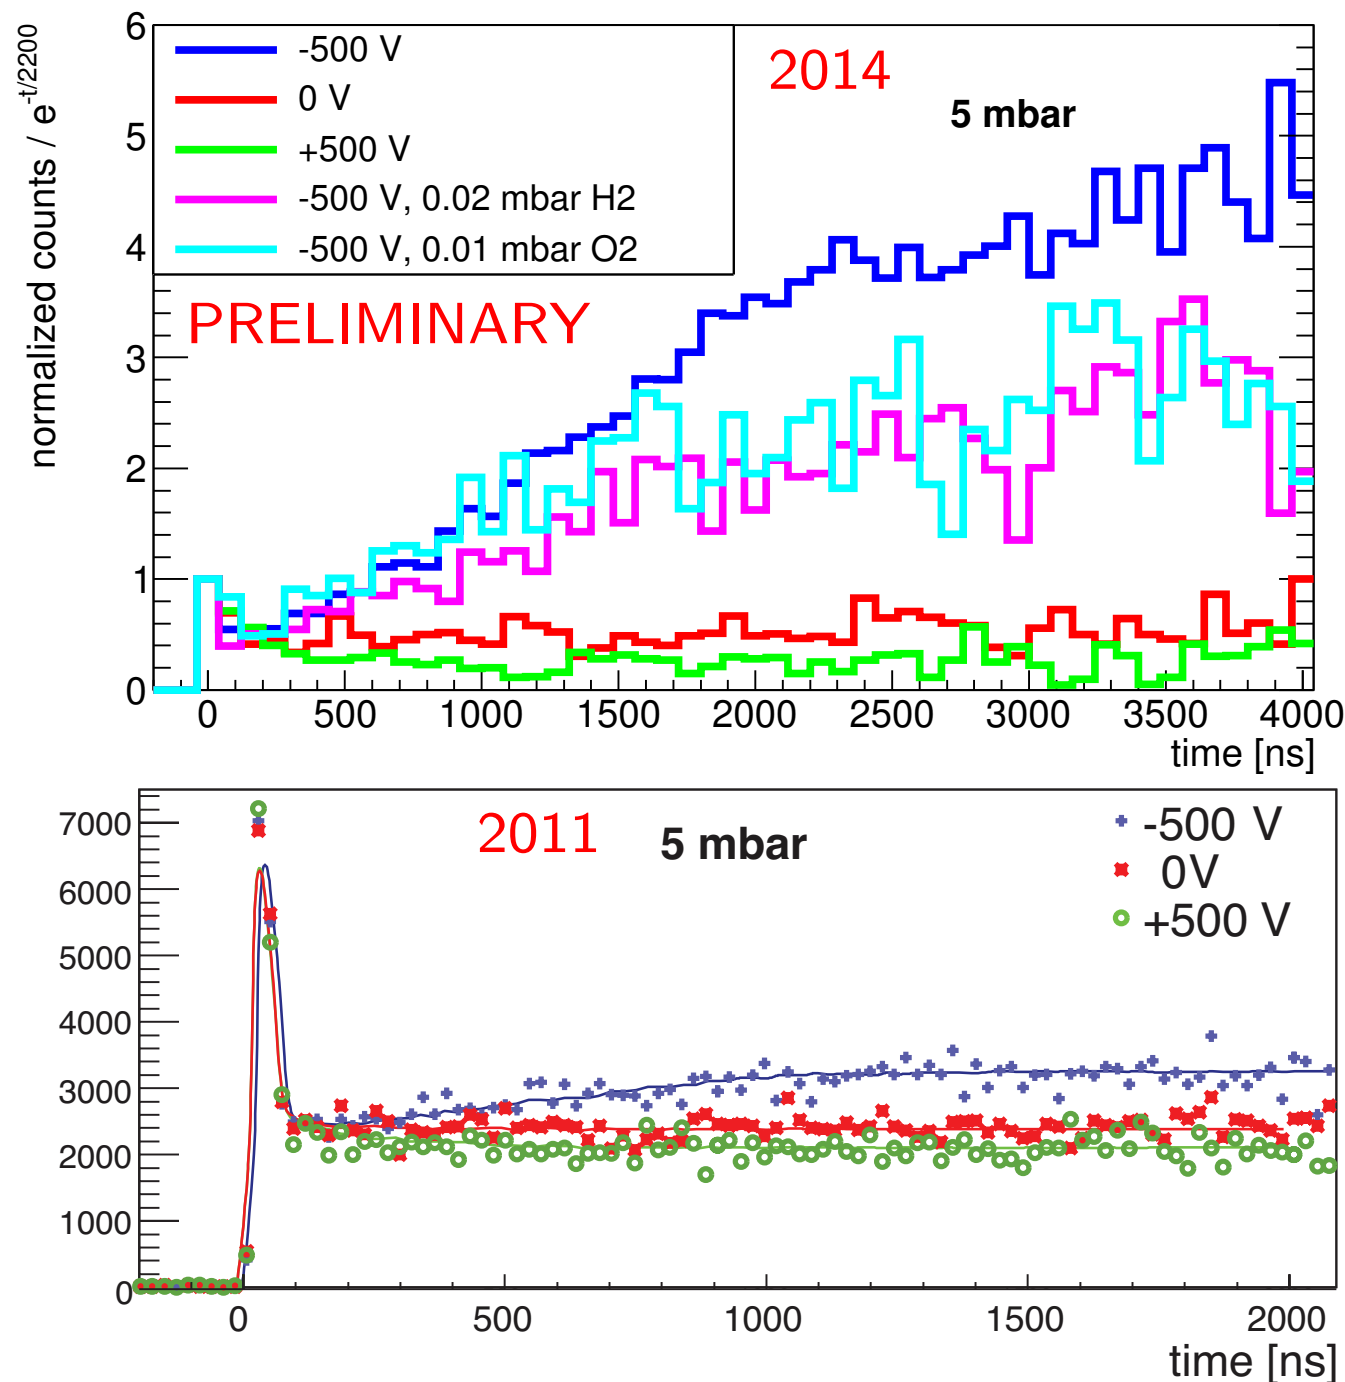 normalized counts / e^-t/2200
6
5
4
3
2
1
0
-500 V
0 V
+500 V
-500 V, 0.02 mbar H2
-500 V, 0.01 mbar O2
2014
5 mbar
PRELIMINARY
0 500 1000 1500 2000 2500 3000 3500 4000
time [ns]
7000
6000
5000
4000
3000
2000
1000
0
2011
5 mbar
-500 V
0V
+500 V
0 500 1000 1500 2000
time [ns]